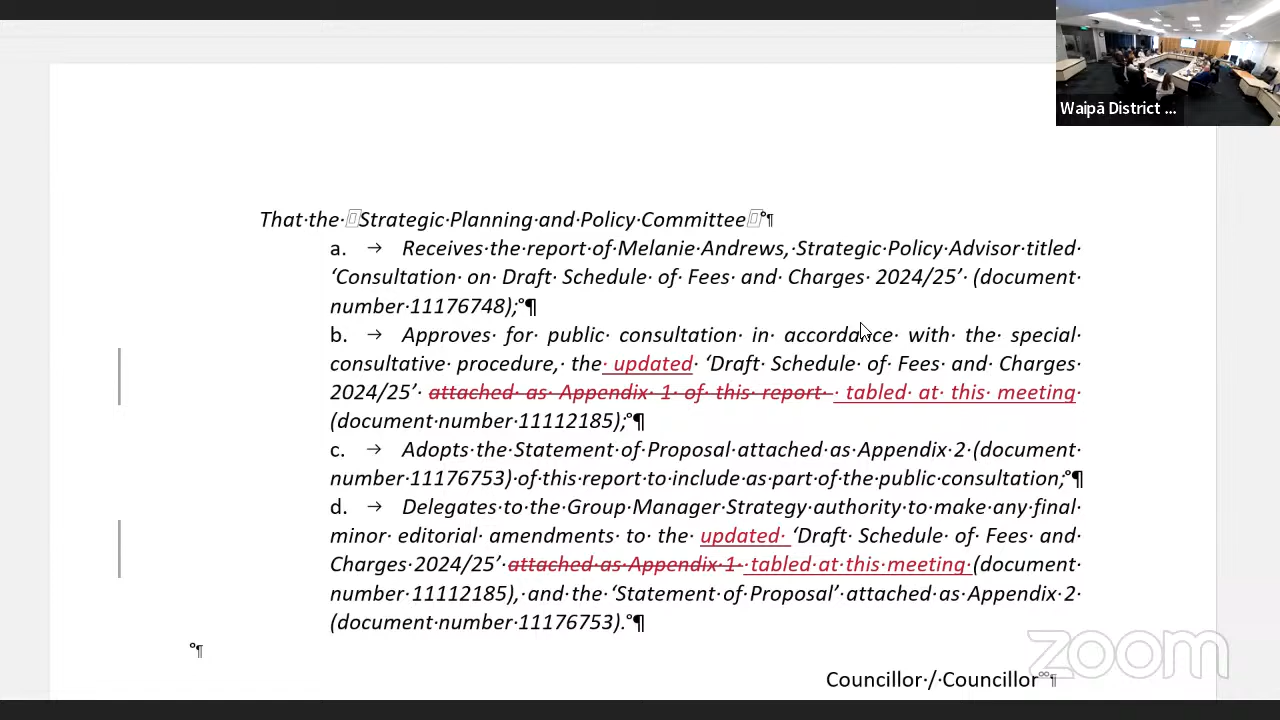 Waipā District ...
That the Strategic Planning and Policy Committee
a. → Receives the report of Melanie Andrews, Strategic Policy Advisor titled
‘Consultation on Draft Schedule of Fees and Charges 2024/25’ (document
number 11176748);
b. → Approves for public consultation in accordance with the special
consultative procedure, the updated ‘Draft Schedule of Fees and Charges
2024/25’ attached as Appendix 1 of this report tabled at this meeting
(document number 11112185);
c. → Adopts the Statement of Proposal attached as Appendix 2 (document
number 11176753) of this report to include as part of the public consultation;
d. → Delegates to the Group Manager Strategy authority to make any final
minor editorial amendments to the updated ‘Draft Schedule of Fees and
Charges 2024/25’ attached as Appendix 1 tabled at this meeting (document
number 11112185), and the ‘Statement of Proposal’ attached as Appendix 2
(document number 11176753).
zoom
Councillor / Councillor